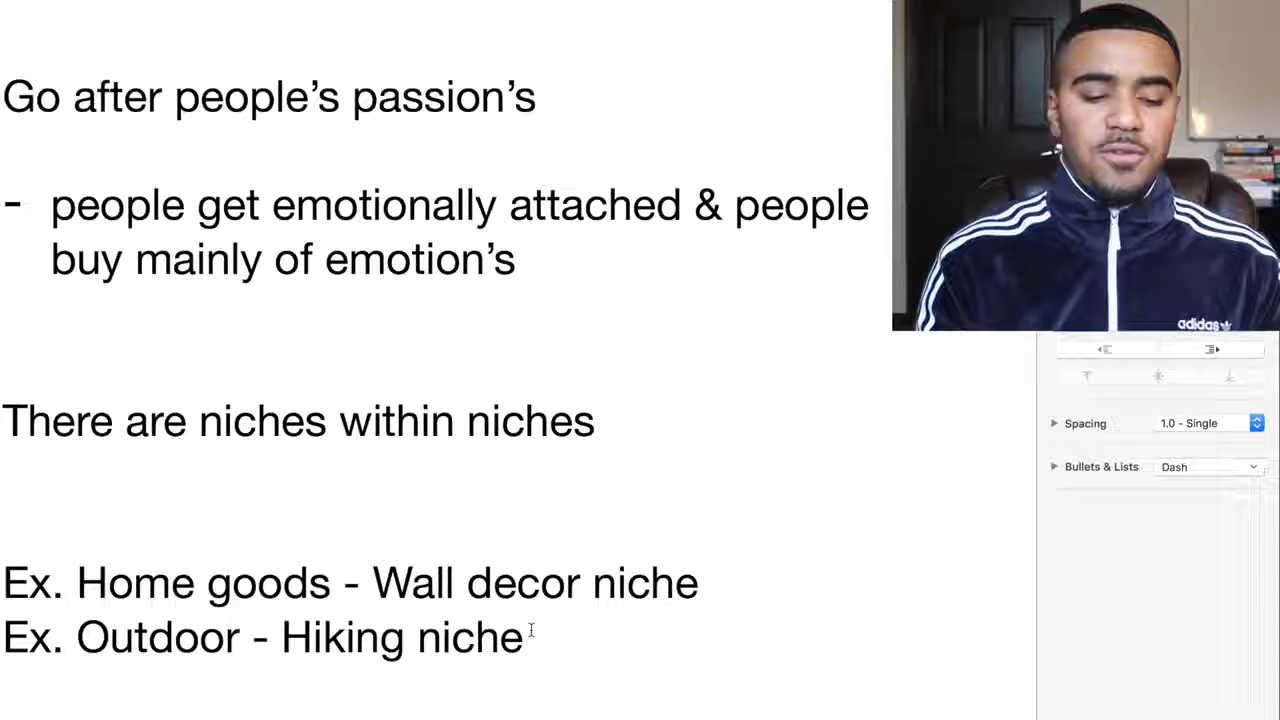 Go after people’s passion’s
- people get emotionally attached & people
buy mainly of emotion’s
There are niches within niches
Ex. Home goods - Wall decor niche
Ex. Outdoor - Hiking niche
adidas
Spacing 1.0 - Single
Bullets & Lists Dash